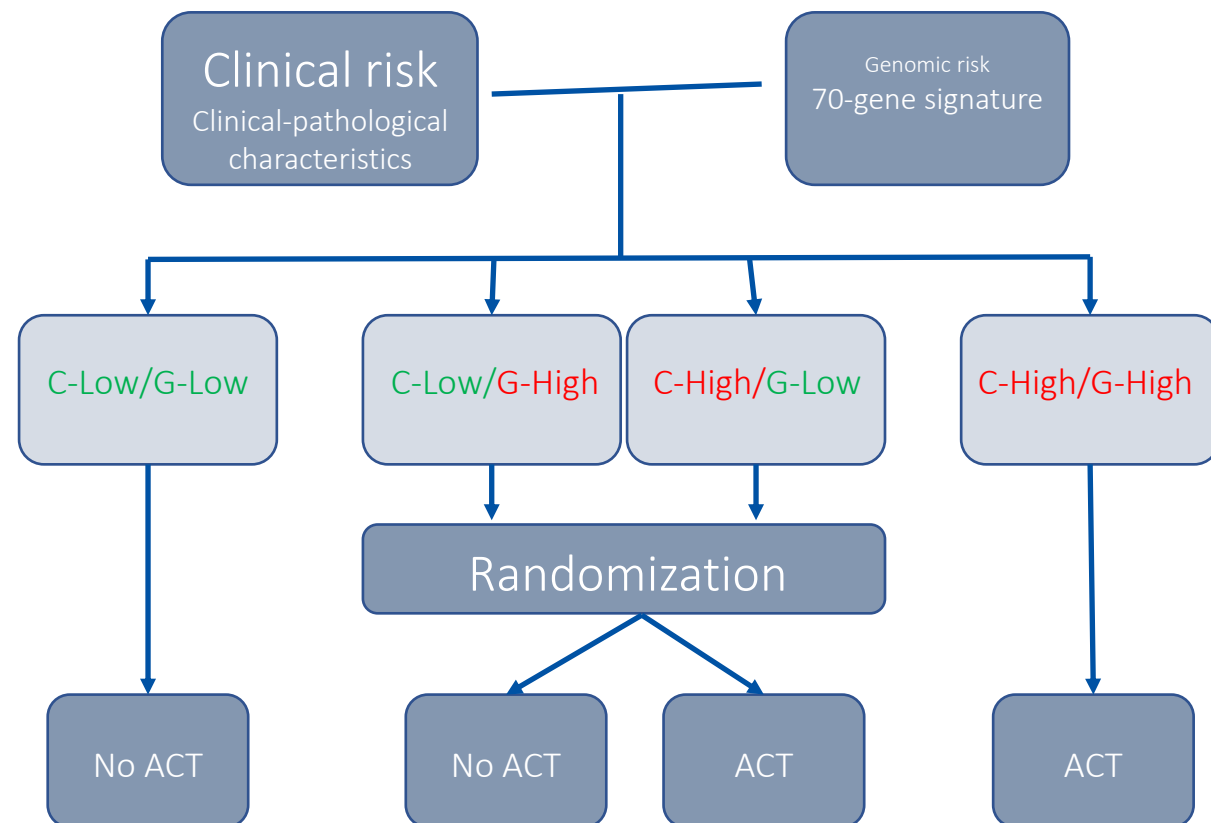 Clinical risk
Clinical-pathological
characteristics
Genomic risk
70-gene signature
C-Low/G-Low
C-Low/G-High
C-High/G-Low
C-High/G-High
Randomization
No ACT
No ACT
ACT
ACT